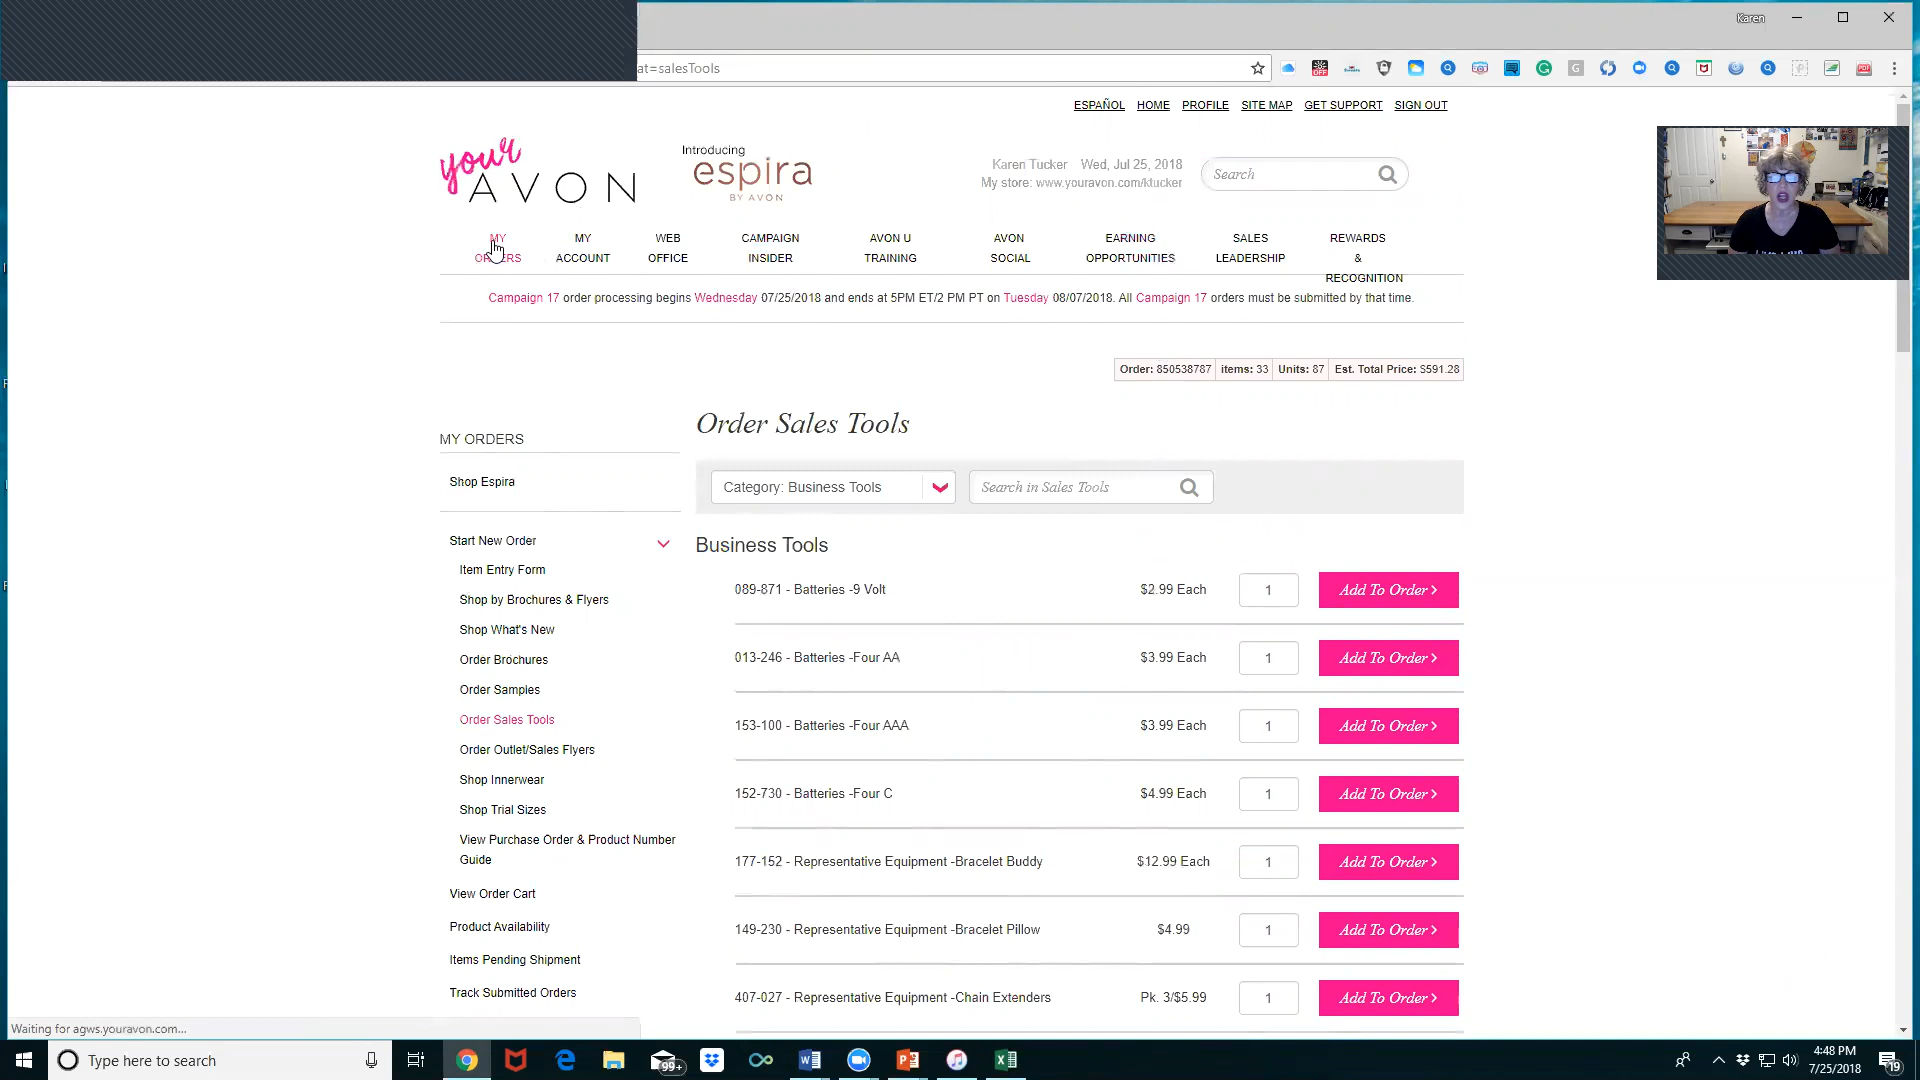 Karen
at=salesTools
ESPAÑOL HOME PROFILE SITE MAP GET SUPPORT SIGN OUT
your AVON
Introducing
espira
BY AVON
Karen Tucker Wed, Jul 25, 2018
My store: www.youravon.com/ktucker
Search
MY ORDERS
MY ACCOUNT
WEB OFFICE
CAMPAIGN INSIDER
AVON U TRAINING
AVON SOCIAL
EARNING OPPORTUNITIES
SALES LEADERSHIP
REWARDS & RECOGNITION
Campaign 17 order processing begins Wednesday 07/25/2018 and ends at 5PM ET/2 PM PT on Tuesday 08/07/2018. All Campaign 17 orders must be submitted by that time.
Order: 850538787 items: 33 Units: 87 Est. Total Price: $591.28
MY ORDERS
Shop Espira
Start New Order
Item Entry Form
Shop by Brochures & Flyers
Shop What's New
Order Brochures
Order Samples
Order Sales Tools
Order Outlet/Sales Flyers
Shop Innerwear
Shop Trial Sizes
View Purchase Order & Product Number
Guide
View Order Cart
Product Availability
Items Pending Shipment
Track Submitted Orders
Order Sales Tools
Category: Business Tools
Search in Sales Tools
Business Tools
089-871 - Batteries -9 Volt $2.99 Each 1 Add To Order >
013-246 - Batteries -Four AA $3.99 Each 1 Add To Order >
153-100 - Batteries -Four AAA $3.99 Each 1 Add To Order >
152-730 - Batteries -Four C $4.99 Each 1 Add To Order >
177-152 - Representative Equipment -Bracelet Buddy $12.99 Each 1 Add To Order >
149-230 - Representative Equipment -Bracelet Pillow $4.99 1 Add To Order >
407-027 - Representative Equipment -Chain Extenders Pk. 3/$5.99 1 Add To Order >
Waiting for agws.youravon.com...
Type here to search
99+
4:48 PM
7/25/2018
19